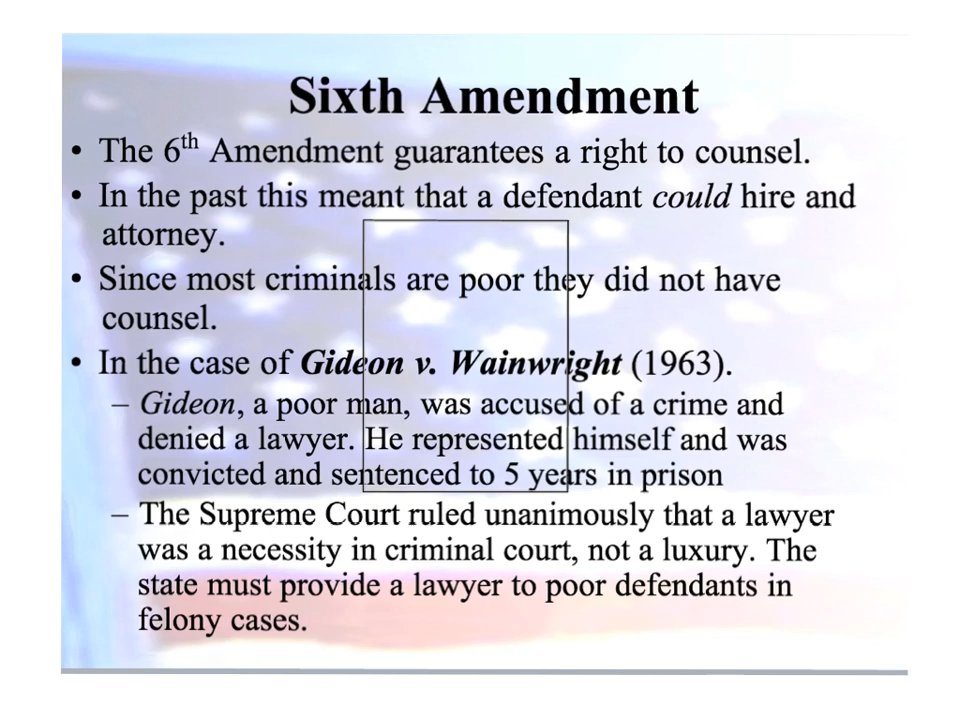 Sixth Amendment
• The 6th Amendment guarantees a right to counsel.
• In the past this meant that a defendant could hire and
attorney.
• Since most criminals are poor they did not have
counsel.
• In the case of Gideon v. Wainwright (1963).
– Gideon, a poor man, was accused of a crime and
denied a lawyer. He represented himself and was
convicted and sentenced to 5 years in prison
– The Supreme Court ruled unanimously that a lawyer
was a necessity in criminal court, not a luxury. The
state must provide a lawyer to poor defendants in
felony cases.